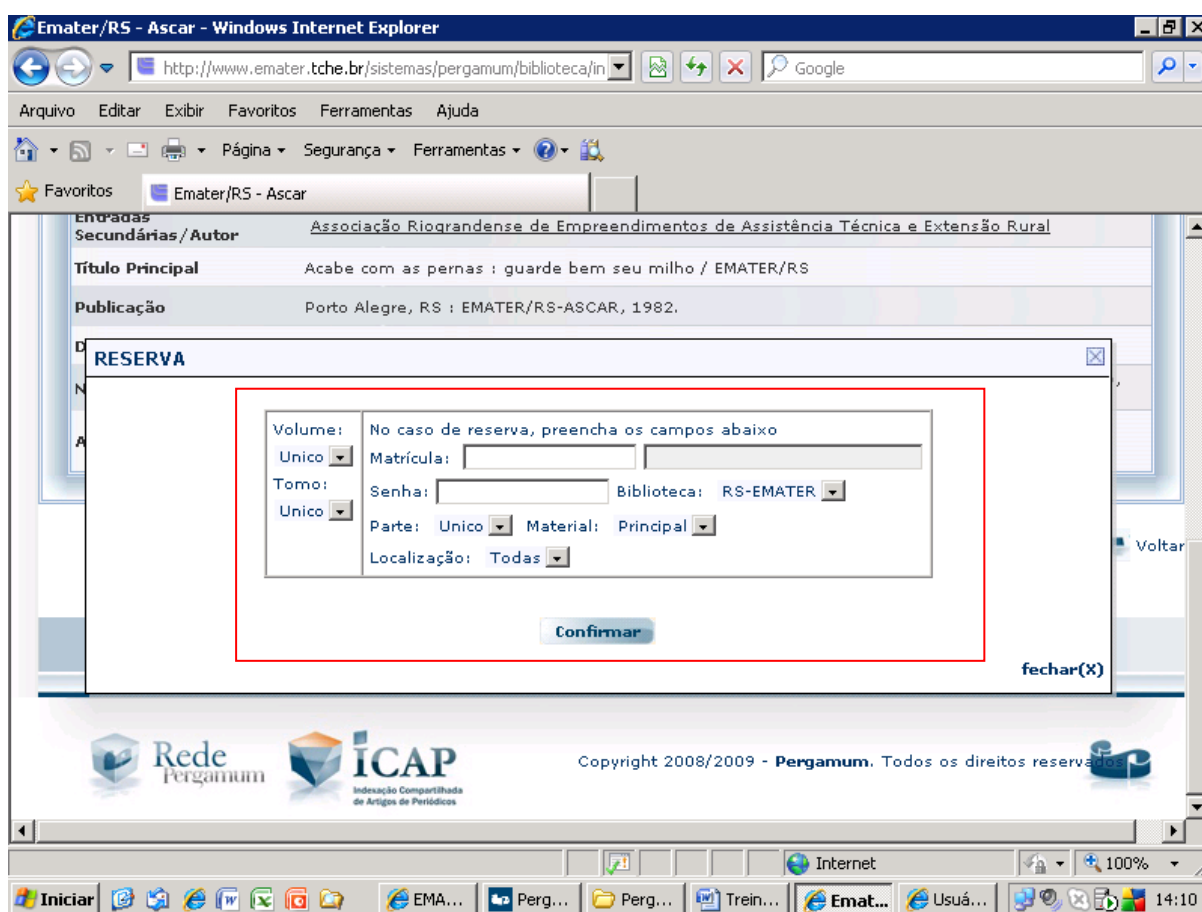 Emater/RS - Ascar - Windows Internet Explorer
http://www.emater.tche.br/sistemas/pergamum/biblioteca/in
Google
Arquivo Editar Exibir Favoritos Ferramentas Ajuda
Página Segurança Ferramentas
Favoritos Emater/RS - Ascar
Entradas
Secundárias/Autor Associação Riograndense de Empreendimentos de Assistência Técnica e Extensão Rural
Título Principal Acabe com as pernas : guarde bem seu milho / EMATER/RS
Publicação Porto Alegre, RS : EMATER/RS-ASCAR, 1982.
D
RESERVA
N
A
Volume: No caso de reserva, preencha os campos abaixo
Unico Matrícula:
Tomo:
Senha: Biblioteca: RS-EMATER
Unico
Parte: Unico Material: Principal
Localização: Todas
Voltar
Confirmar
fechar(X)
Rede
Pergamum
ICAP
Indexação Compartilhada
de Artigos de Periódicos
Copyright 2008/2009 - Pergamum. Todos os direitos reservados
Internet 100%
Iniciar EMA... Perg... Perg... Trein... Emat... Usuá... 14:10